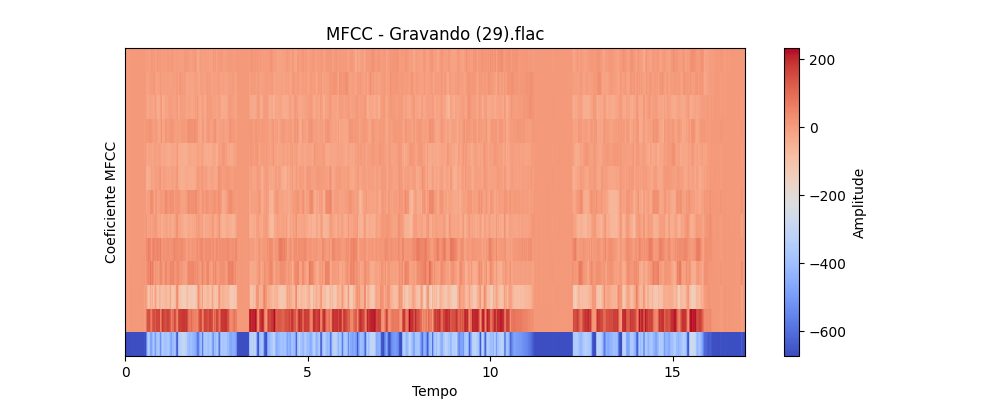 MFCC - Gravando (29).flac
Coeficiente MFCC
0
5
10
15
Tempo
200
0
−200
−400
−600
Amplitude